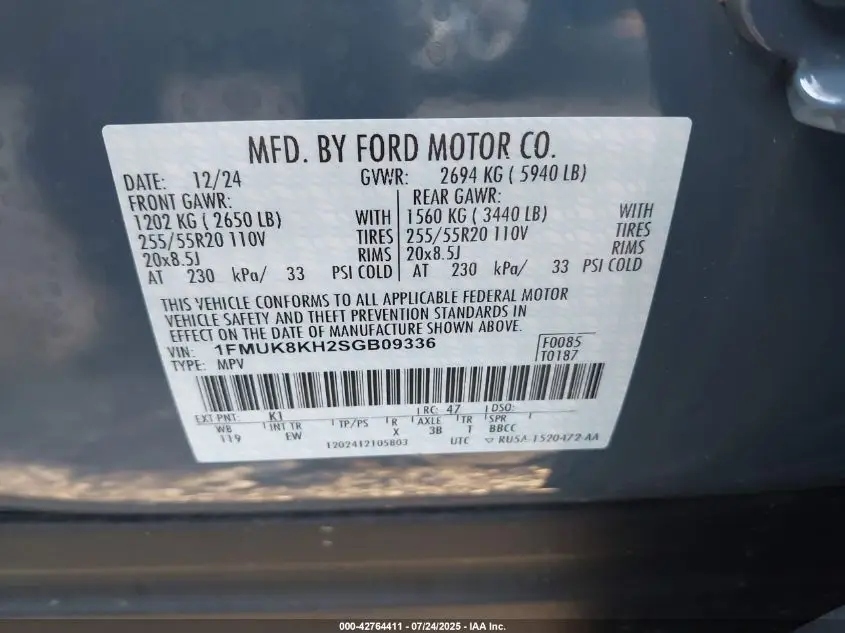 MFD. BY FORD MOTOR CO.
DATE: 12/24 GVWR: 2694 KG ( 5940 LB)
FRONT GAWR: REAR GAWR:
1202 KG ( 2650 LB) WITH 1560 KG ( 3440 LB) WITH
255/55R20 110V TIRES 255/55R20 110V TIRES
20x8.5J RIMS 20x8.5J RIMS
AT 230 kPa/ 33 PSI COLD AT 230 kPa/ 33 PSI COLD
THIS VEHICLE CONFORMS TO ALL APPLICABLE FEDERAL MOTOR
VEHICLE SAFETY AND THEFT PREVENTION STANDARDS IN
EFFECT ON THE DATE OF MANUFACTURE SHOWN ABOVE.
VIN: 1FMUK8KH2SGB09336 F0085
TYPE: MPV T0187
EXT PNT: K1 RC: 47 DSO:
WB INT TR TP/PS R AXLE TR SPR
119 EW X 3B T BBCC
1202412105803 UTC ▽ RU5A-1520472-AA
000-42764411 - 07/24/2025 - IAA Inc.